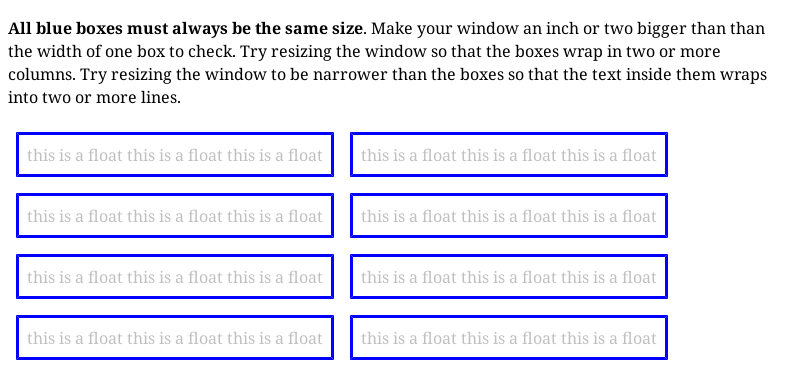 All blue boxes must always be the same size. Make your window an inch or two bigger than than
the width of one box to check. Try resizing the window so that the boxes wrap in two or more
columns. Try resizing the window to be narrower than the boxes so that the text inside them wraps
into two or more lines.
this is a float this is a float this is a float
this is a float this is a float this is a float
this is a float this is a float this is a float
this is a float this is a float this is a float
this is a float this is a float this is a float
this is a float this is a float this is a float
this is a float this is a float this is a float
this is a float this is a float this is a float